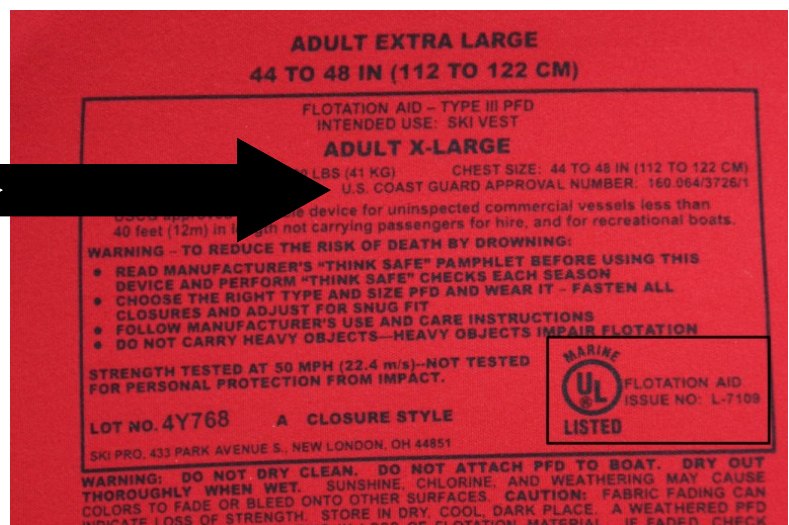 ADULT EXTRA LARGE
44 TO 48 IN (112 TO 122 CM)
FLOTATION AID – TYPE III PFD
INTENDED USE: SKI VEST
ADULT X-LARGE
LBS (41 KG) CHEST SIZE: 44 TO 48 IN (112 TO 122 CM)
U.S. COAST GUARD APPROVAL NUMBER: 160.064/3726/1
approved device for uninspected commercial vessels less than
40 feet (12m) in length not carrying passengers for hire, and for recreational boats.
WARNING – TO REDUCE THE RISK OF DEATH BY DROWNING:
• READ MANUFACTURER'S "THINK SAFE" PAMPHLET BEFORE USING THIS
DEVICE AND PERFORM "THINK SAFE" CHECKS EACH SEASON
• CHOOSE THE RIGHT TYPE AND SIZE PFD AND WEAR IT – FASTEN ALL
CLOSURES AND ADJUST FOR SNUG FIT
• FOLLOW MANUFACTURER'S USE AND CARE INSTRUCTIONS
• DO NOT CARRY HEAVY OBJECTS—HEAVY OBJECTS IMPAIR FLOTATION
STRENGTH TESTED AT 50 MPH (22.4 m/s)--NOT TESTED
FOR PERSONAL PROTECTION FROM IMPACT.
MARINE
UL
®
LISTED
FLOTATION AID
ISSUE NO: L-7109
LOT NO. 4Y768 A CLOSURE STYLE
SKI PRO, 433 PARK AVENUE S., NEW LONDON, OH 44851
WARNING: DO NOT DRY CLEAN. DO NOT ATTACH PFD TO BOAT. DRY OUT
THOROUGHLY WHEN WET. SUNSHINE, CHLORINE, AND WEATHERING MAY CAUSE
COLORS TO FADE OR BLEED ONTO OTHER SURFACES. CAUTION: FABRIC FADING CAN
INDICATE LOSS OF STRENGTH. STORE IN DRY, COOL, DARK PLACE. A WEATHERED PFD
LOSS OF FLOTATION MATERIAL. IF FADED, CHECK